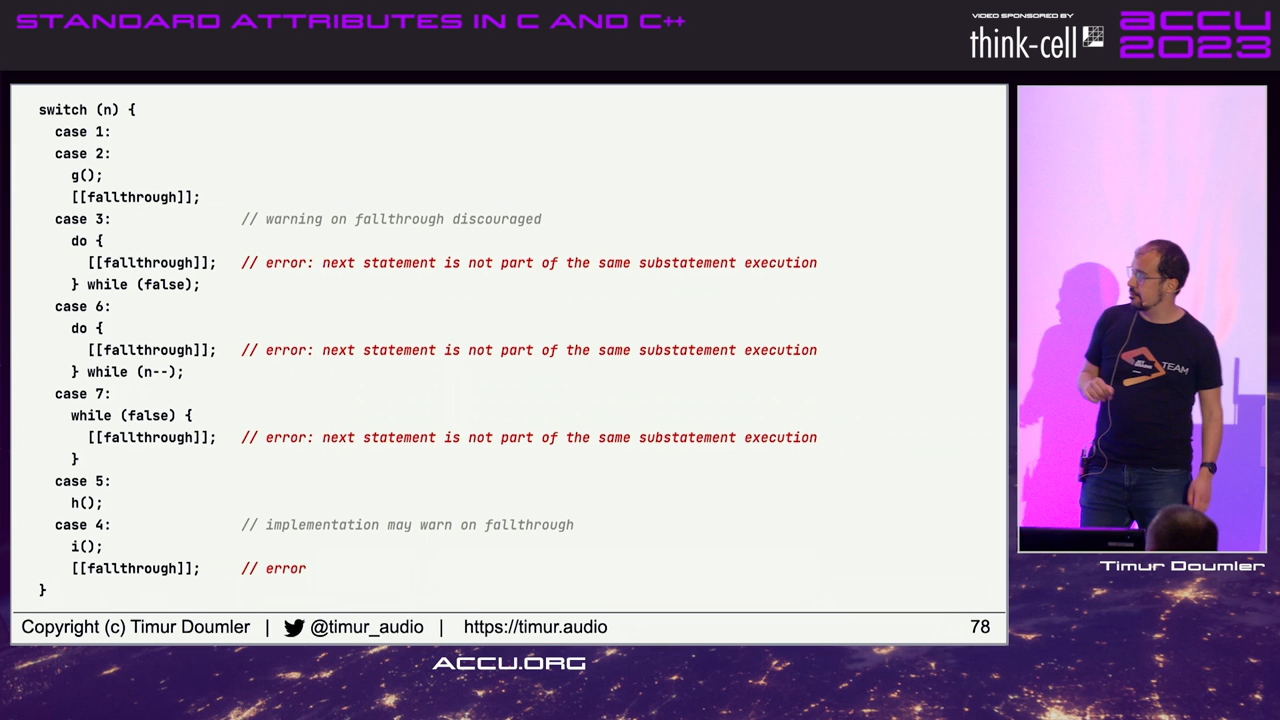 STANDARD ATTRIBUTES IN C AND C++
VIDEO SPONSORED BY
think-cell
ACCU
2023
switch (n) {
case 1:
case 2:
g();
[[fallthrough]];
case 3: // warning on fallthrough discouraged
do {
[[fallthrough]]; // error: next statement is not part of the same substatement execution
} while (false);
case 6:
do {
[[fallthrough]]; // error: next statement is not part of the same substatement execution
} while (n--);
case 7:
while (false) {
[[fallthrough]]; // error: next statement is not part of the same substatement execution
}
case 5:
h();
case 4: // implementation may warn on fallthrough
i();
[[fallthrough]]; // error
}
TEAM
Timur Doumler
Copyright (c) Timur Doumler | @timur_audio | https://timur.audio 78
ACCU.ORG